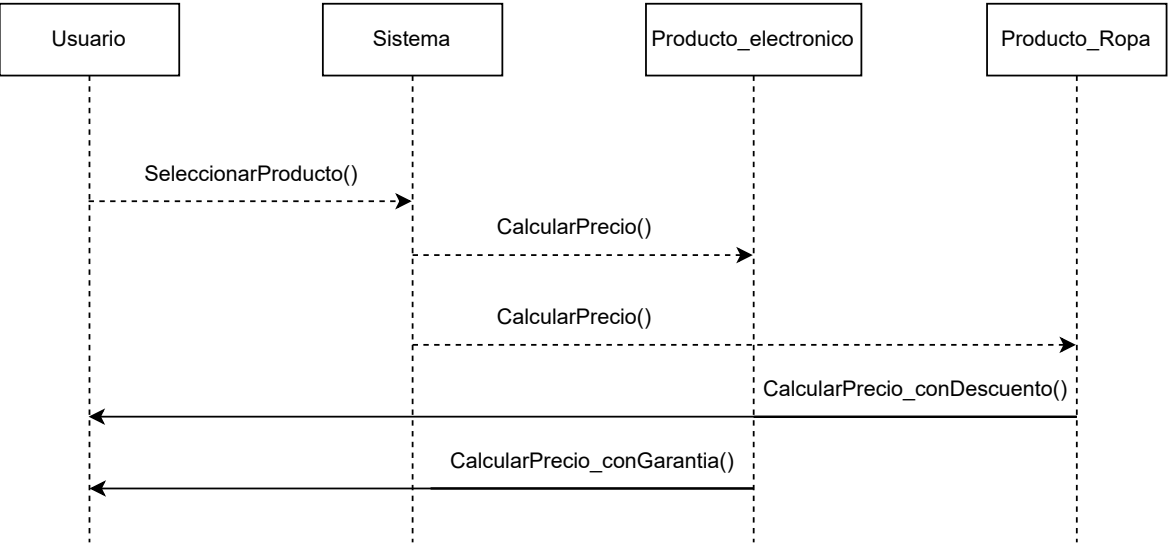 Usuario
Sistema
Producto_electronico
Producto_Ropa
SeleccionarProducto()
CalcularPrecio()
CalcularPrecio()
CalcularPrecio_conDescuento()
CalcularPrecio_conGarantia()